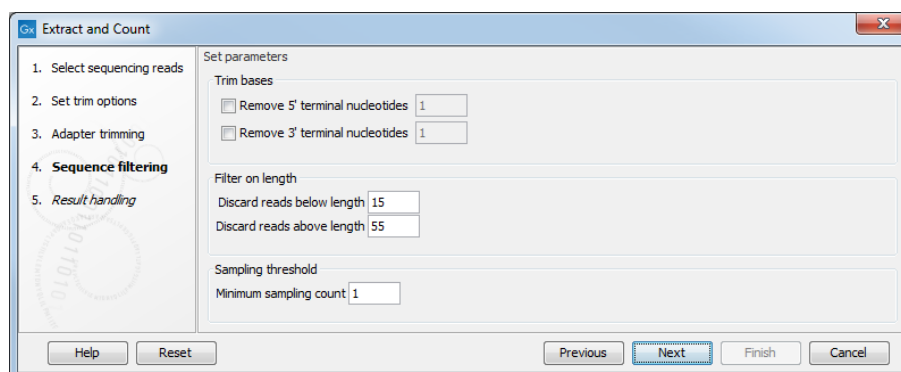 Gx Extract and Count
x
1. Select sequencing reads
2. Set trim options
3. Adapter trimming
4. Sequence filtering
5. Result handling
Set parameters
Trim bases
Remove 5' terminal nucleotides 1
Remove 3' terminal nucleotides 1
Filter on length
Discard reads below length 15
Discard reads above length 55
Sampling threshold
Minimum sampling count 1
Help Reset Previous Next Finish Cancel